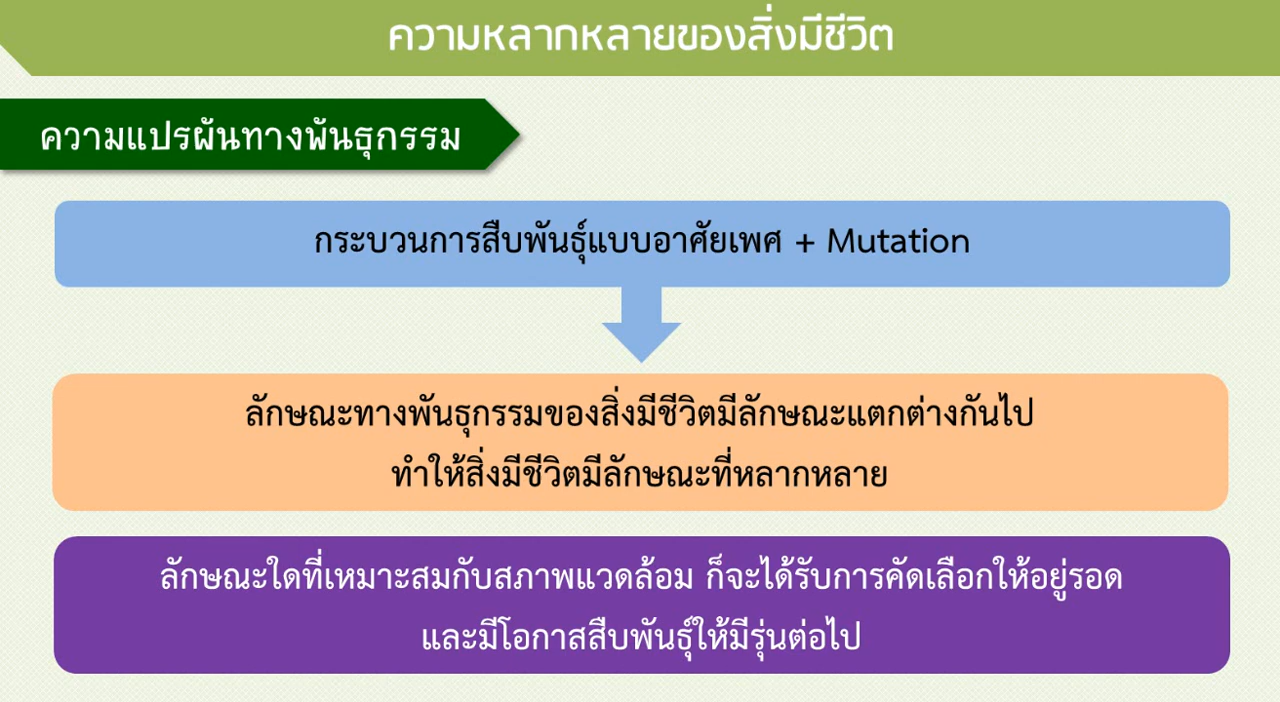 ความหลากหลายของสิ่งมีชีวิต
ความแปรผันทางพันธุกรรม
กระบวนการสืบพันธุ์แบบอาศัยเพศ + Mutation
ลักษณะทางพันธุกรรมของสิ่งมีชีวิตมีลักษณะแตกต่างกันไป
ทำให้สิ่งมีชีวิตมีลักษณะที่หลากหลาย
ลักษณะใดที่เหมาะสมกับสภาพแวดล้อม ก็จะได้รับการคัดเลือกให้อยู่รอด
และมีโอกาสสืบพันธุ์ให้มีรุ่นต่อไป